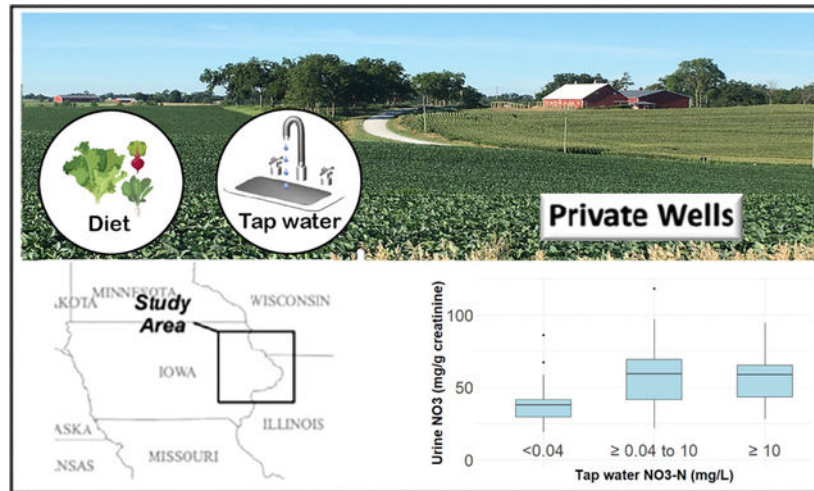 Diet
Tap water
Private Wells
MINNESOTA
KOTA
Study
Area
WISCONSIN
IOWA
ILLINOIS
ASKA
NSAS
MISSOURI
Urine NO3 (mg/g creatinine)
100
50
0
<0.04
≥ 0.04 to 10
≥ 10
Tap water NO3-N (mg/L)